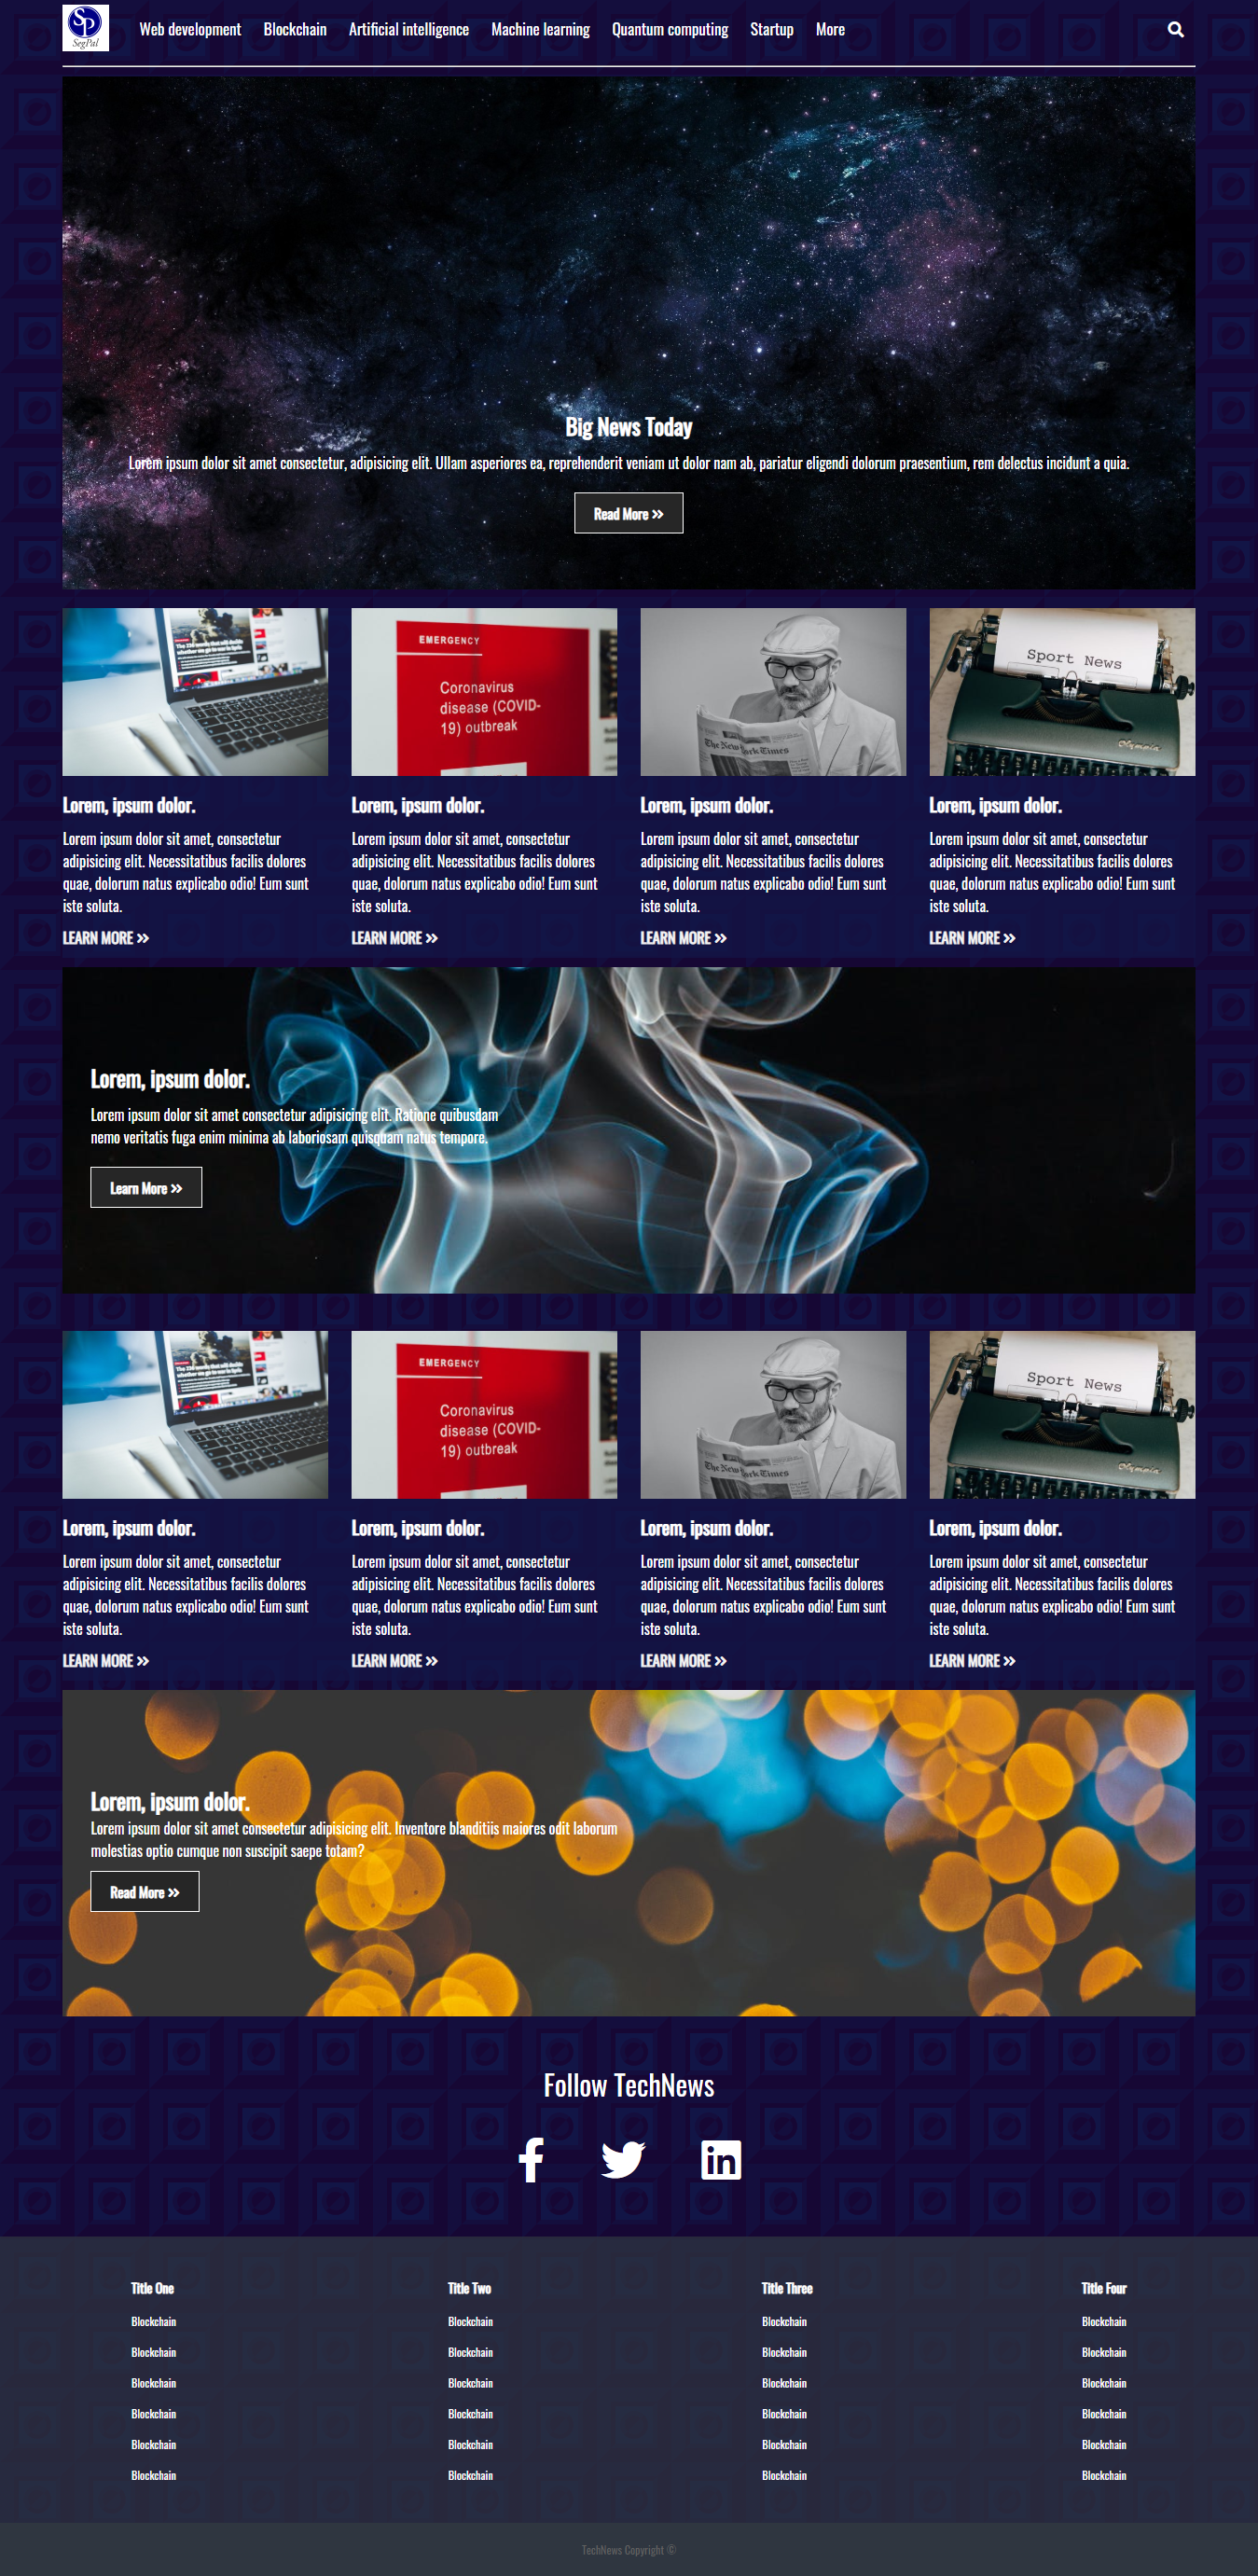 SP
SegPal
Web development Blockchain Artificial intelligence Machine learning Quantum computing Startup More
Big News Today
Lorem ipsum dolor sit amet consectetur, adipisicing elit. Ullam asperiores ea, reprehenderit veniam ut dolor nam ab, pariatur eligendi dolorum praesentium, rem delectus incidunt a quia.
Read More »
EMERGENCY
Coronavirus
disease (COVID-
19) outbreak
The New York Times
Sport News
Olympia
Lorem, ipsum dolor. Lorem, ipsum dolor. Lorem, ipsum dolor. Lorem, ipsum dolor.
Lorem ipsum dolor sit amet, consectetur Lorem ipsum dolor sit amet, consectetur Lorem ipsum dolor sit amet, consectetur Lorem ipsum dolor sit amet, consectetur
adipisicing elit. Necessitatibus facilis dolores adipisicing elit. Necessitatibus facilis dolores adipisicing elit. Necessitatibus facilis dolores adipisicing elit. Necessitatibus facilis dolores
quae, dolorum natus explicabo odio! Eum sunt quae, dolorum natus explicabo odio! Eum sunt quae, dolorum natus explicabo odio! Eum sunt quae, dolorum natus explicabo odio! Eum sunt
iste soluta. iste soluta. iste soluta. iste soluta.
LEARN MORE » LEARN MORE » LEARN MORE » LEARN MORE »
Lorem, ipsum dolor.
Lorem ipsum dolor sit amet consectetur adipisicing elit. Ratione quibusdam
nemo veritatis fuga enim minima ab laboriosam quisquam natus tempore.
Learn More »
EMERGENCY
Coronavirus
disease (COVID-
19) outbreak
The New York Times
Sport News
Olympia
Lorem, ipsum dolor. Lorem, ipsum dolor. Lorem, ipsum dolor. Lorem, ipsum dolor.
Lorem ipsum dolor sit amet, consectetur Lorem ipsum dolor sit amet, consectetur Lorem ipsum dolor sit amet, consectetur Lorem ipsum dolor sit amet, consectetur
adipisicing elit. Necessitatibus facilis dolores adipisicing elit. Necessitatibus facilis dolores adipisicing elit. Necessitatibus facilis dolores adipisicing elit. Necessitatibus facilis dolores
quae, dolorum natus explicabo odio! Eum sunt quae, dolorum natus explicabo odio! Eum sunt quae, dolorum natus explicabo odio! Eum sunt quae, dolorum natus explicabo odio! Eum sunt
iste soluta. iste soluta. iste soluta. iste soluta.
LEARN MORE » LEARN MORE » LEARN MORE » LEARN MORE »
Lorem, ipsum dolor.
Lorem ipsum dolor sit amet consectetur adipisicing elit. Inventore blanditiis maiores odit laborum
molestias optio cumque non suscipit saepe totam?
Read More »
Follow TechNews
Title One Title Two Title Three Title Four
Blockchain Blockchain Blockchain Blockchain
Blockchain Blockchain Blockchain Blockchain
Blockchain Blockchain Blockchain Blockchain
Blockchain Blockchain Blockchain Blockchain
Blockchain Blockchain Blockchain Blockchain
Blockchain Blockchain Blockchain Blockchain
TechNews Copyright ©